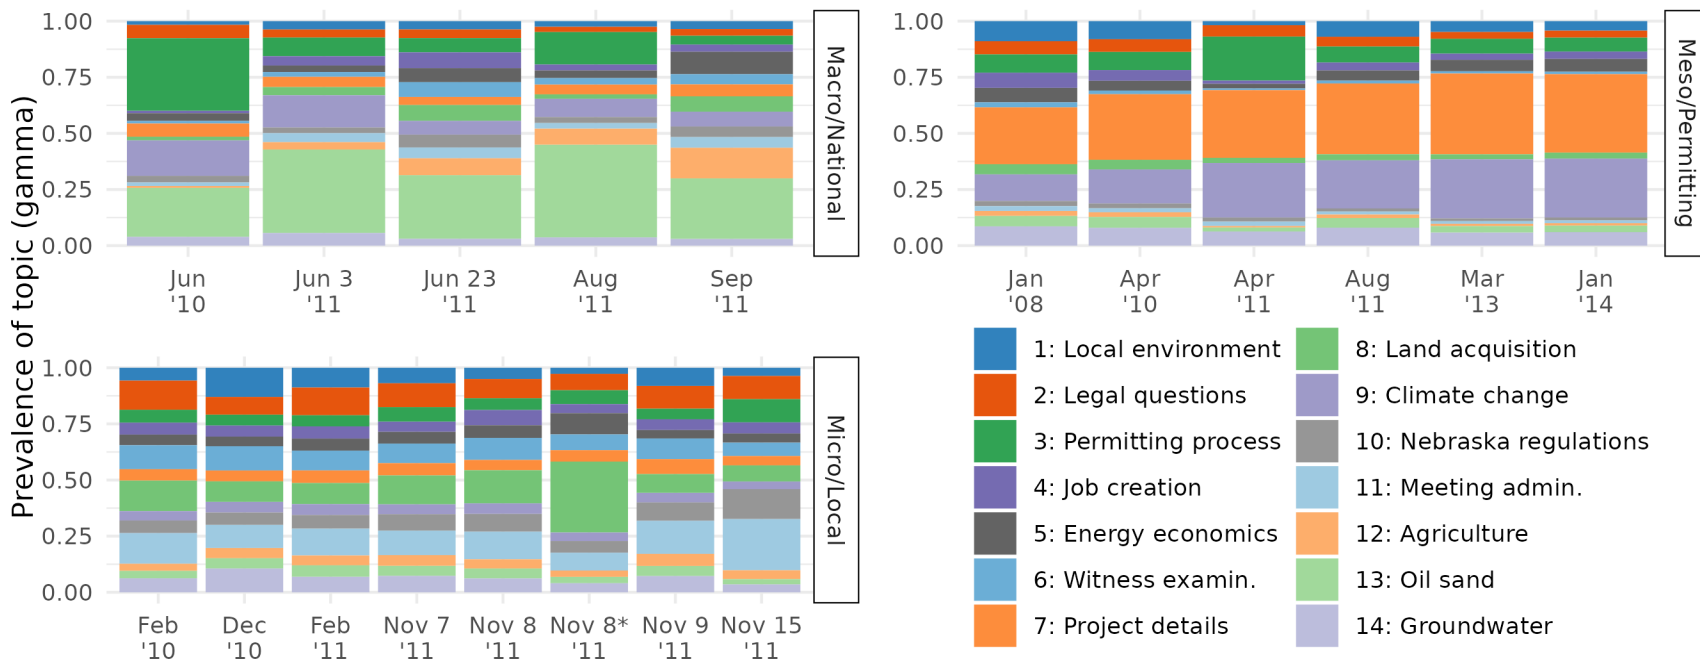 Prevalence of topic (gamma)
1.00
0.75
0.50
0.25
0.00
Jun '10
Jun 3 '11
Jun 23 '11
Aug '11
Sep '11
Macro/National
1.00
0.75
0.50
0.25
0.00
Jan '08
Apr '10
Apr '11
Aug '11
Mar '13
Jan '14
Meso/Permitting
1.00
0.75
0.50
0.25
0.00
Feb '10
Dec '10
Feb '11
Nov 7 '11
Nov 8 '11
Nov 8* '11
Nov 9 '11
Nov 15 '11
Micro/Local
1: Local environment
2: Legal questions
3: Permitting process
4: Job creation
5: Energy economics
6: Witness examin.
7: Project details
8: Land acquisition
9: Climate change
10: Nebraska regulations
11: Meeting admin.
12: Agriculture
13: Oil sand
14: Groundwater